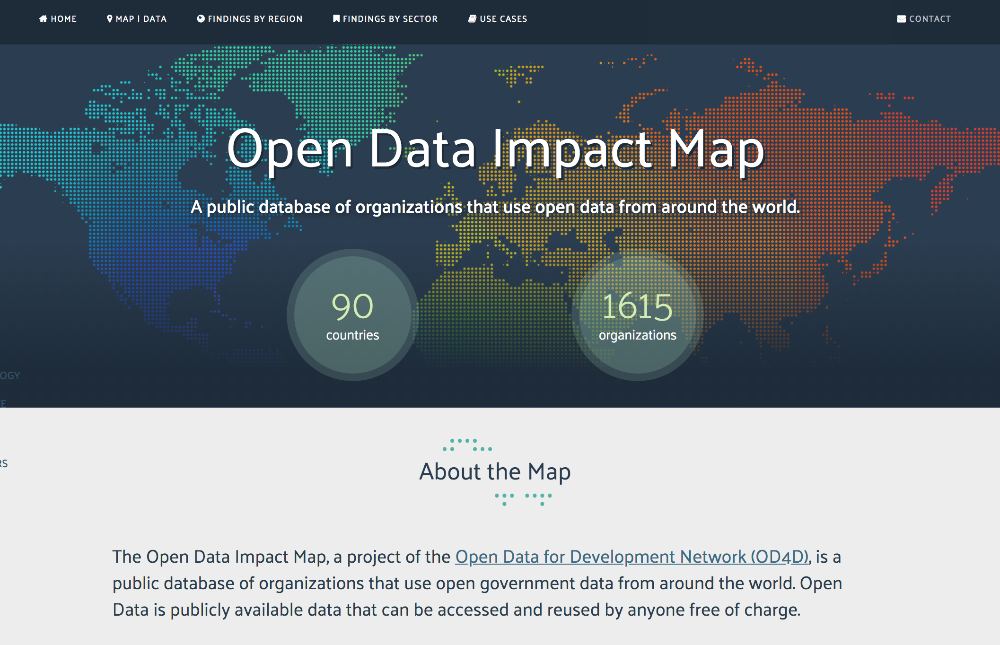 HOME
MAP | DATA
FINDINGS BY REGION
FINDINGS BY SECTOR
USE CASES
CONTACT
Open Data Impact Map
A public database of organizations that use open data from around the world.
90
countries
1615
organizations
OGY
RS
About the Map
The Open Data Impact Map, a project of the Open Data for Development Network (OD4D), is a
public database of organizations that use open government data from around the world. Open
Data is publicly available data that can be accessed and reused by anyone free of charge.